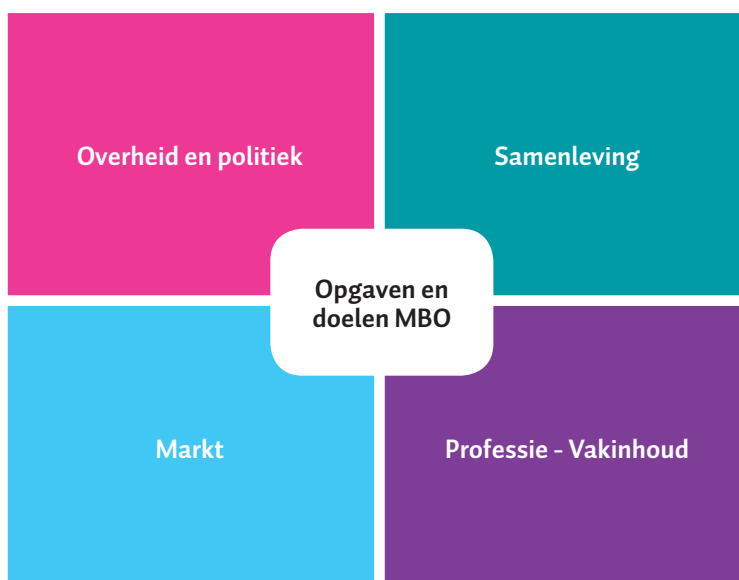 Overheid en politiek
Samenleving
Opgaven en
doelen MBO
Markt
Professie - Vakinhoud